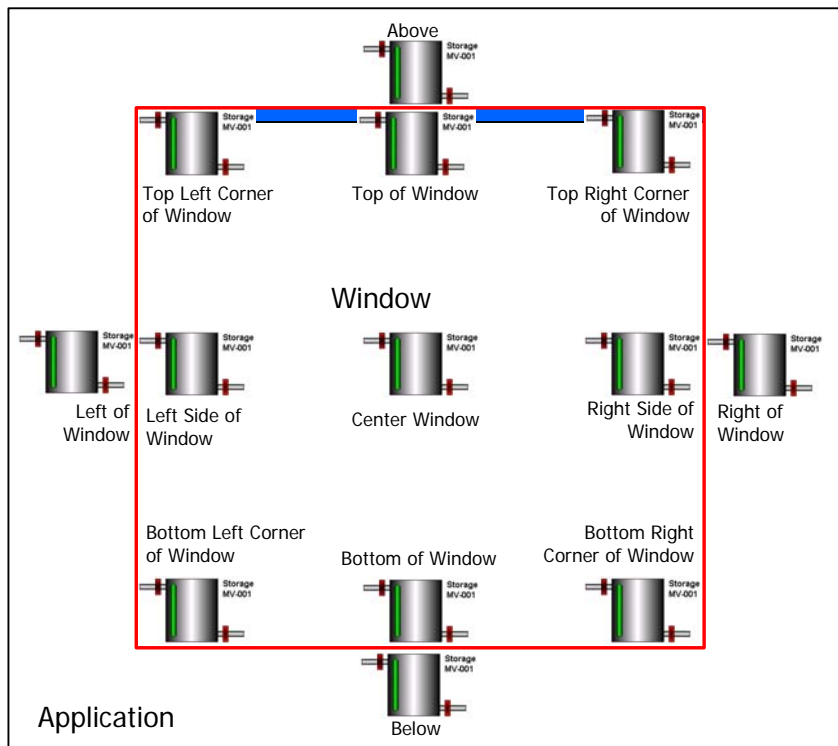 Above
Storage
MV-001
Storage
MV-001
Storage
MV-001
Storage
MV-001
Top Left Corner
of Window
Top of Window
Top Right Corner
of Window
Window
Storage
MV-001
Storage
MV-001
Storage
MV-001
Storage
MV-001
Storage
MV-001
Left of
Window
Left Side of
Window
Center Window
Right Side of
Window
Right of
Window
Bottom Left Corner
of Window
Bottom of Window
Bottom Right
Corner of Window
Storage
MV-001
Storage
MV-001
Storage
MV-001
Storage
MV-001
Application
Below